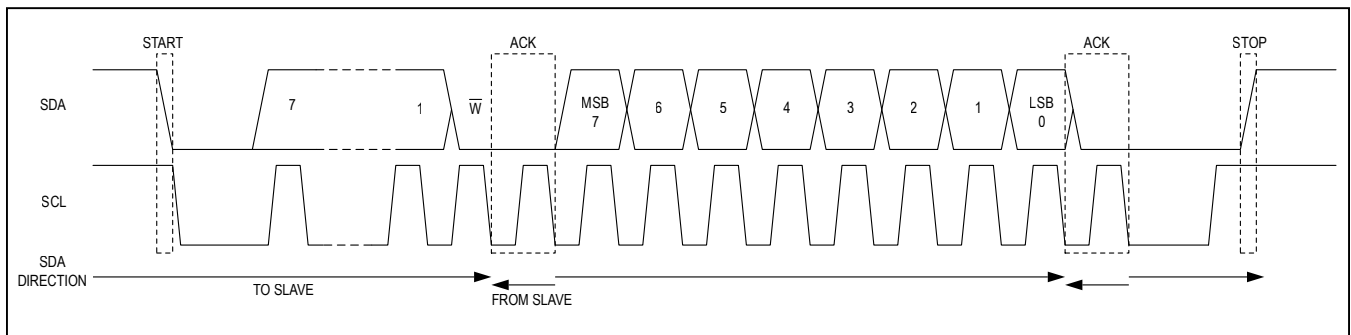 START ACK ACK STOP
SDA 7 1 W̅ MSB 7 6 5 4 3 2 1 LSB 0
SCL
SDA DIRECTION
TO SLAVE FROM SLAVE